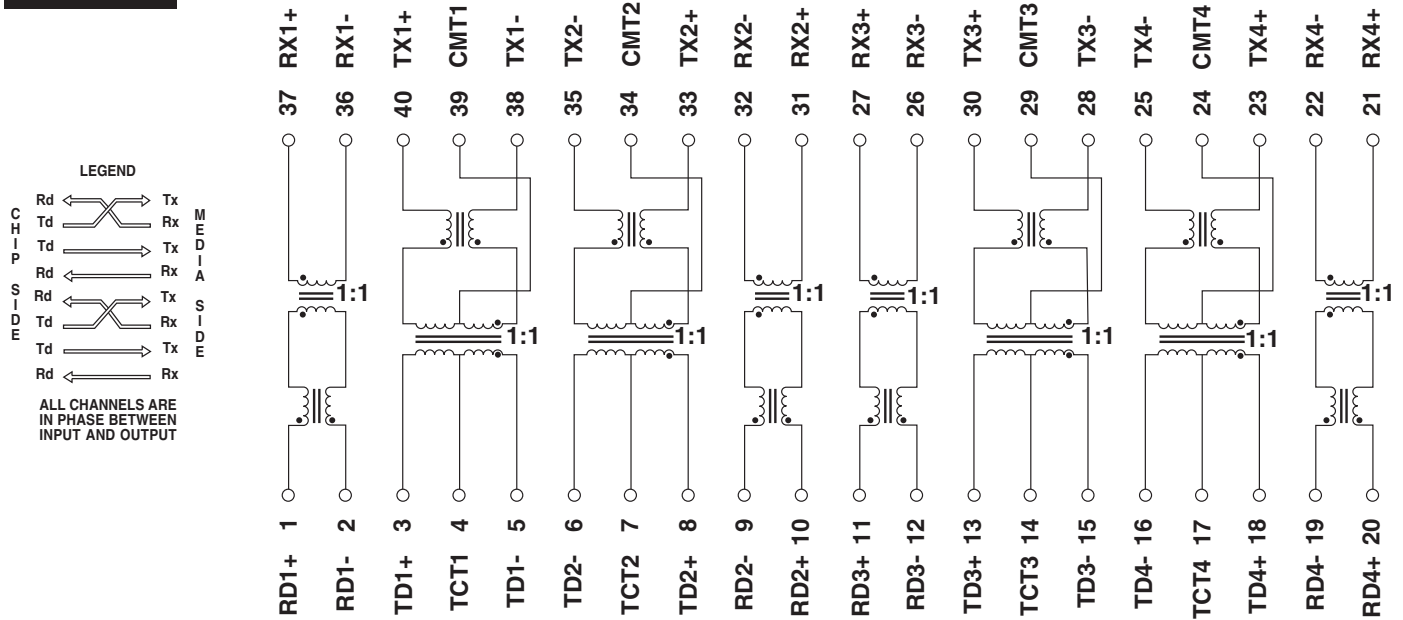 RX1+ RX1- TX1+ CMT1 TX1- TX2- CMT2 TX2+ RX2- RX2+ RX3+ RX3- TX3+ CMT3 TX3- TX4- CMT4 TX4+ RX4- RX4+
37 36 40 39 38 35 34 33 32 31 27 26 30 29 28 25 24 23 22 21
LEGEND
CHIP SIDE
MEDIA SIDE
Rd Tx
Td Rx
Td Tx
Rd Rx
Rd Tx
Td Rx
Td Tx
Rd Rx
ALL CHANNELS ARE
IN PHASE BETWEEN
INPUT AND OUTPUT
1:1 1:1 1:1 1:1 1:1 1:1 1:1 1:1
1 2 3 4 5 6 7 8 9 10 11 12 13 14 15 16 17 18 19 20
RD1+ RD1- TD1+ TCT1 TD1- TD2- TCT2 TD2+ RD2- RD2+ RD3+ RD3- TD3+ TCT3 TD3- TD4- TCT4 TD4+ RD4- RD4+